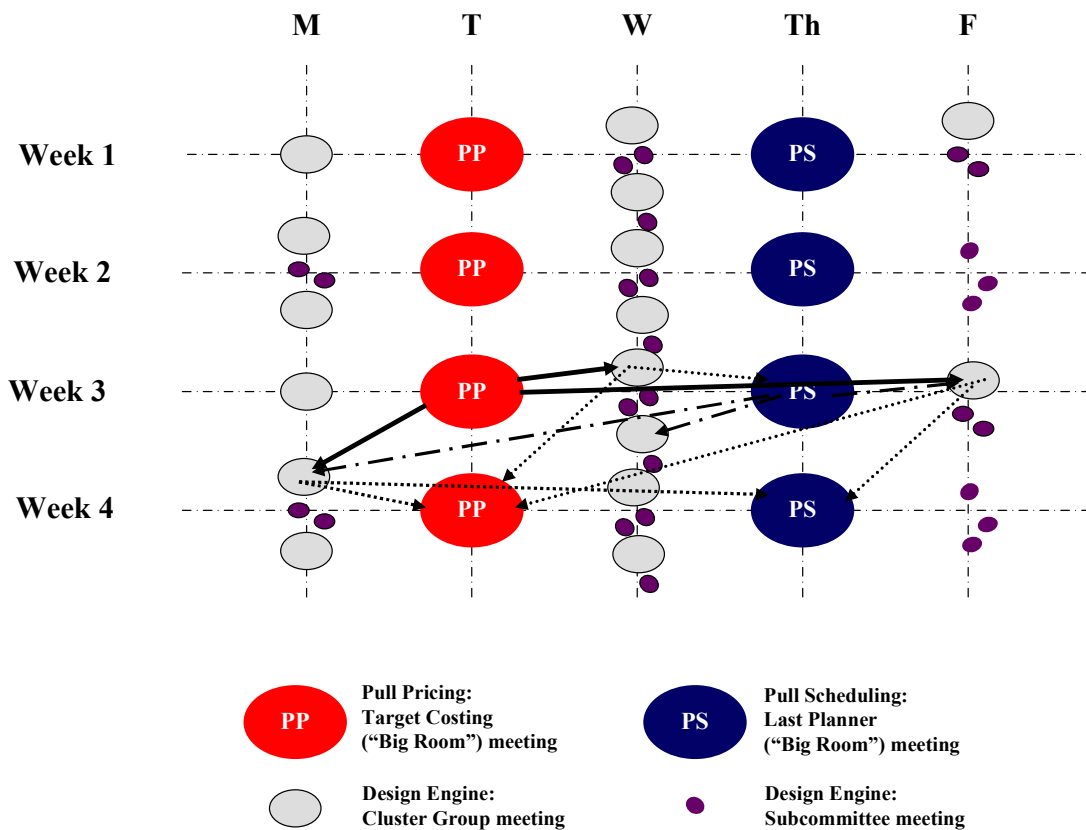 M T W Th F
Week 1 PP PS
Week 2 PP PS
Week 3 PP PS
Week 4 PP PS
PP
Pull Pricing:
Target Costing
(“Big Room”) meeting
PS
Pull Scheduling:
Last Planner
(“Big Room”) meeting
Design Engine:
Cluster Group meeting
Design Engine:
Subcommittee meeting